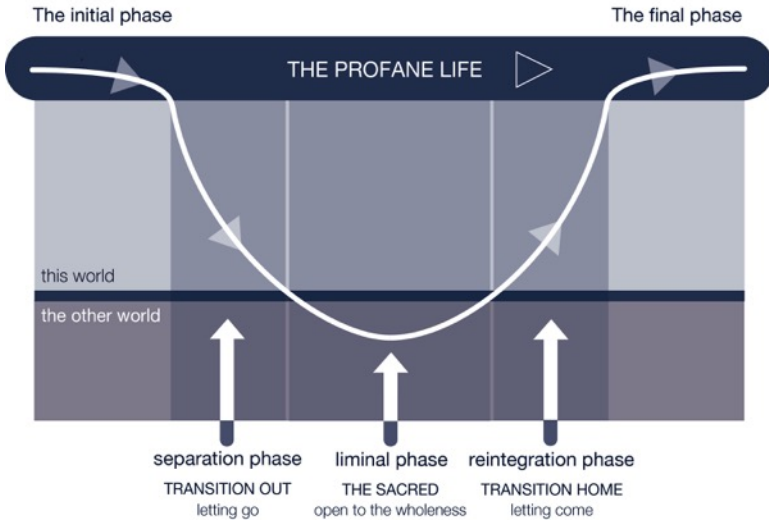 The initial phase
The final phase
THE PROFANE LIFE
this world
the other world
separation phase
TRANSITION OUT
letting go
liminal phase
THE SACRED
open to the wholeness
reintegration phase
TRANSITION HOME
letting come